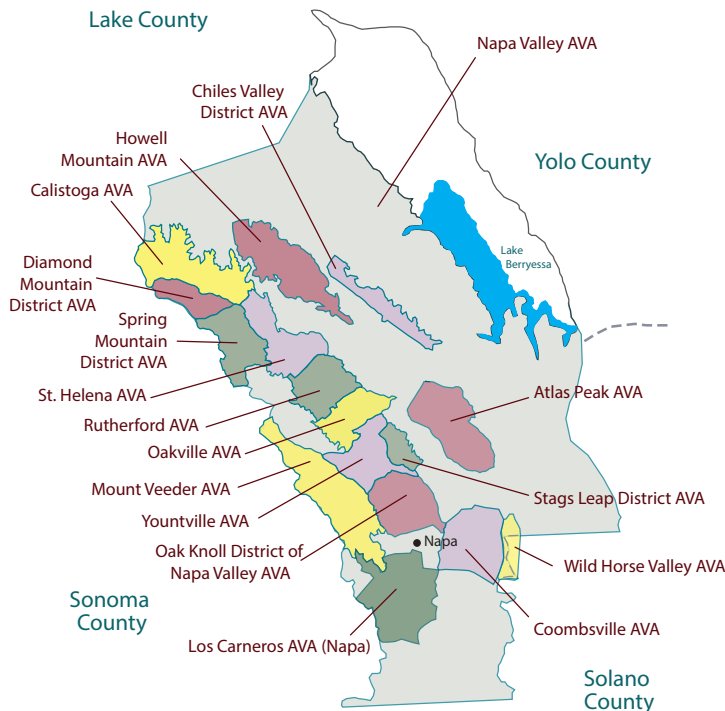 Lake County
Napa Valley AVA
Chiles Valley
District AVA
Howell
Mountain AVA
Yolo County
Calistoga AVA
Lake
Berryessa
Diamond
Mountain
District AVA
Spring
Mountain
District AVA
St. Helena AVA
Atlas Peak AVA
Rutherford AVA
Oakville AVA
Mount Veeder AVA
Stags Leap District AVA
Yountville AVA
Oak Knoll District of
Napa Valley AVA
Napa
Wild Horse Valley AVA
Sonoma
County
Coombsville AVA
Los Carneros AVA (Napa)
Solano
County